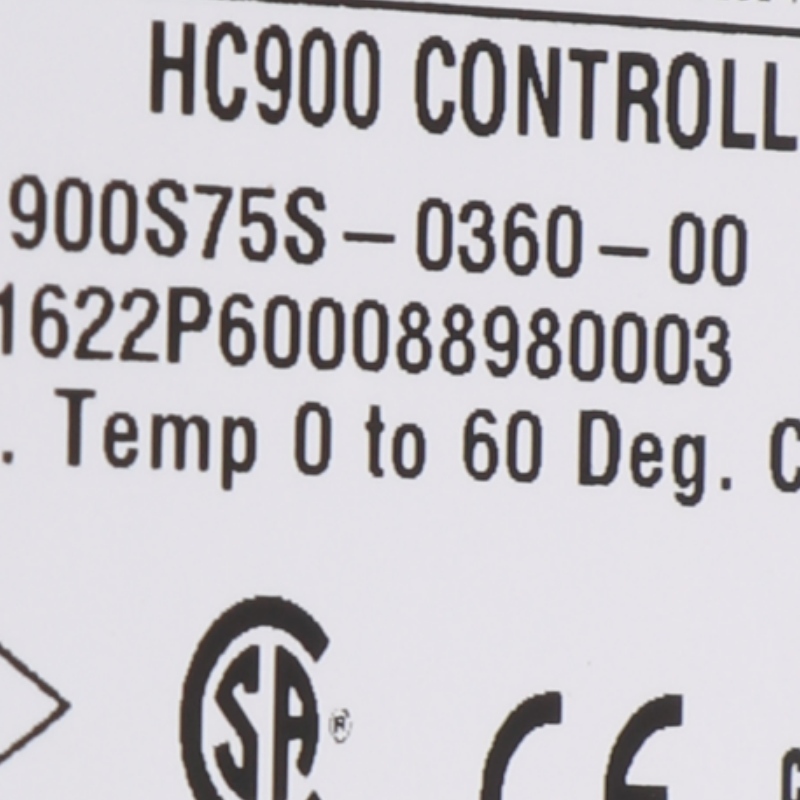 HC900 CONTROLL
900S75S – 0360 – 00
1622P600088980003
. Temp 0 to 60 Deg. C
SA ®
CE